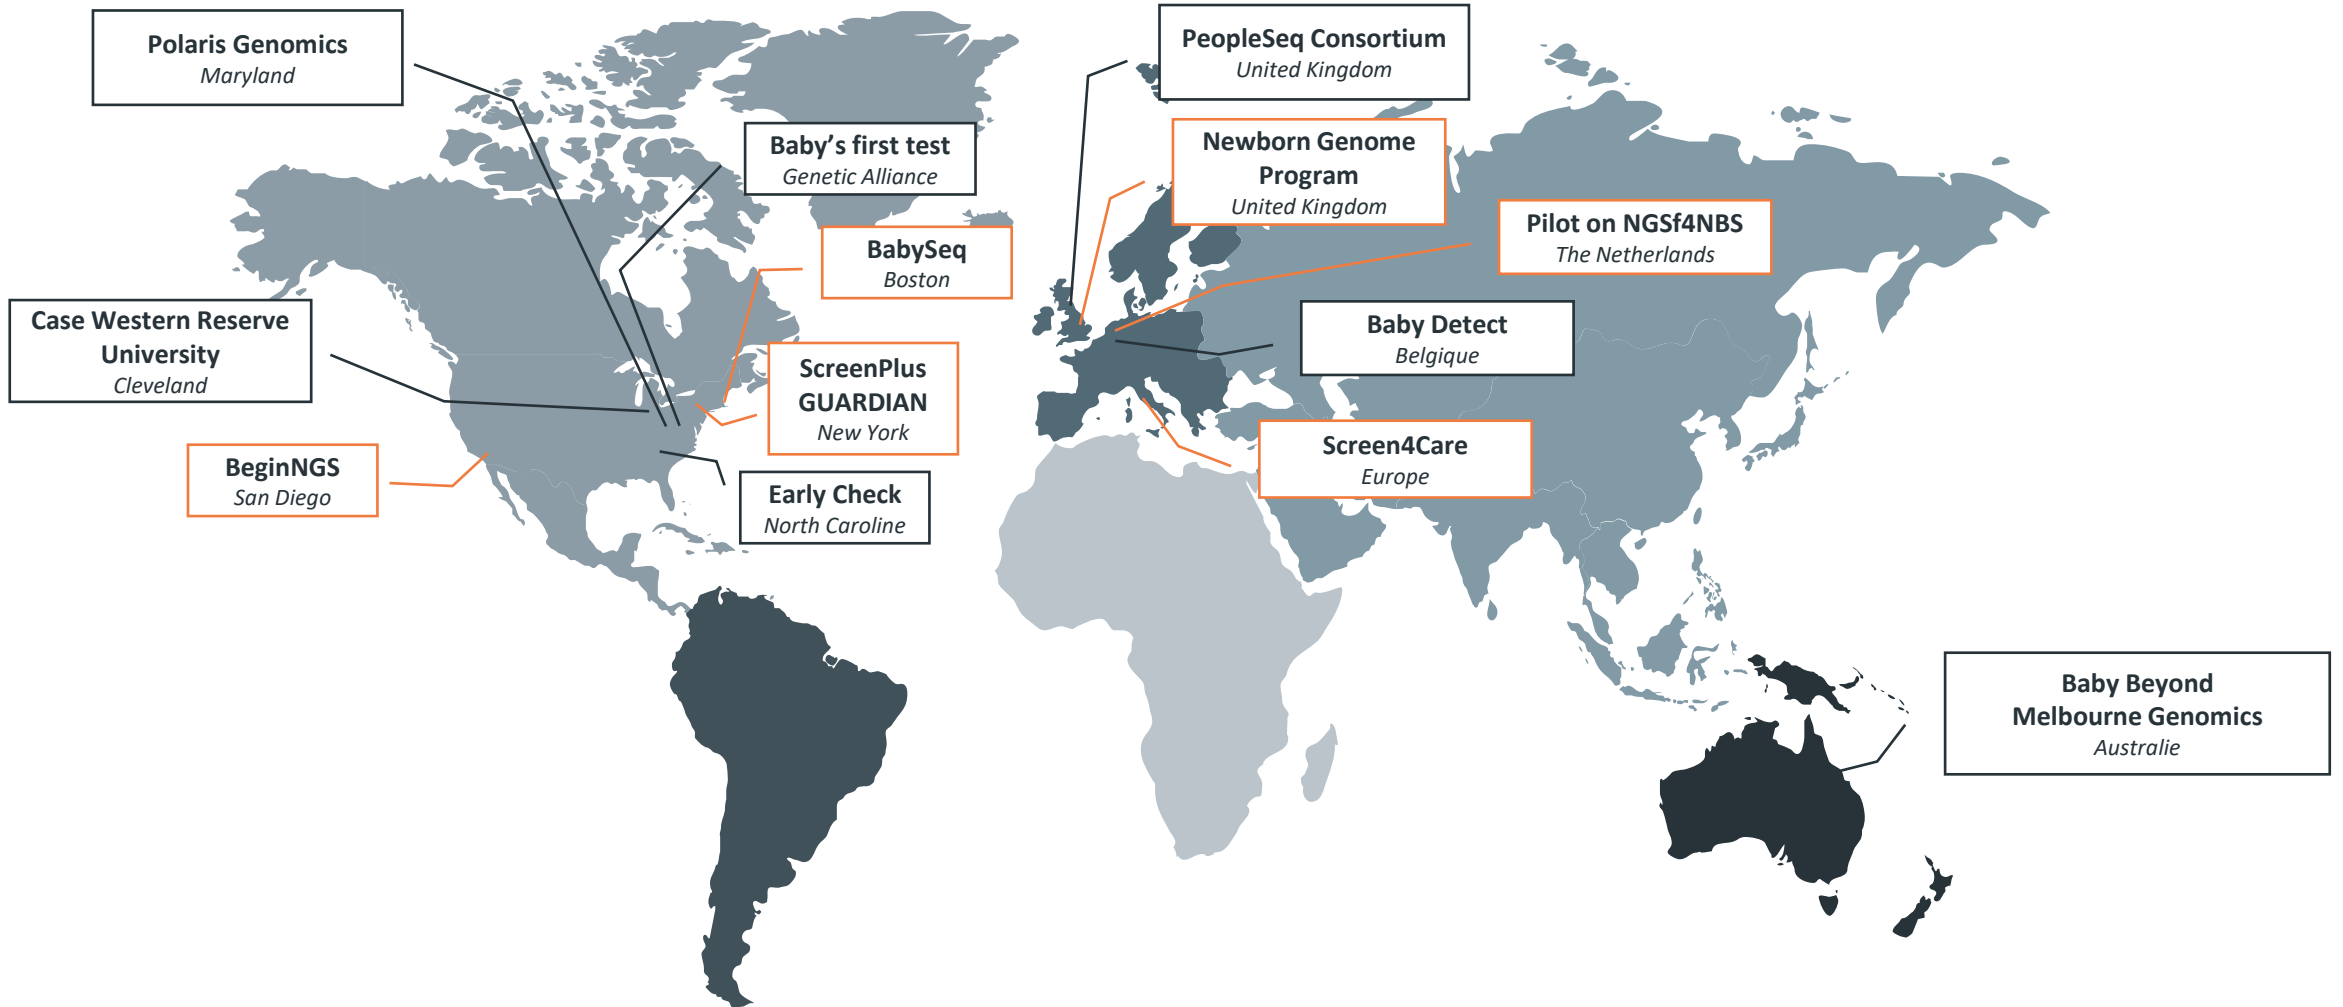 Polaris Genomics
Maryland
PeopleSeq Consortium
United Kingdom
Baby’s first test
Genetic Alliance
Newborn Genome
Program
United Kingdom
Pilot on NGSf4NBS
The Netherlands
BabySeq
Boston
Case Western Reserve
University
Cleveland
Baby Detect
Belgique
ScreenPlus
GUARDIAN
New York
BeginNGS
San Diego
Screen4Care
Europe
Early Check
North Caroline
Baby Beyond
Melbourne Genomics
Australie